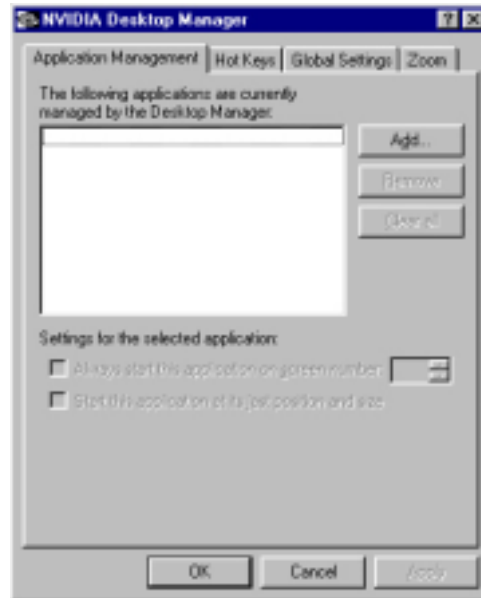 NVIDIA Desktop Manager
Application Management Hot Keys Global Settings Zoom
The following applications are currently
managed by the Desktop Manager:
Add...
Remove
Clear all
Settings for the selected application:
Always start this application on screen number:
Start this application at its last position and size
OK Cancel Apply